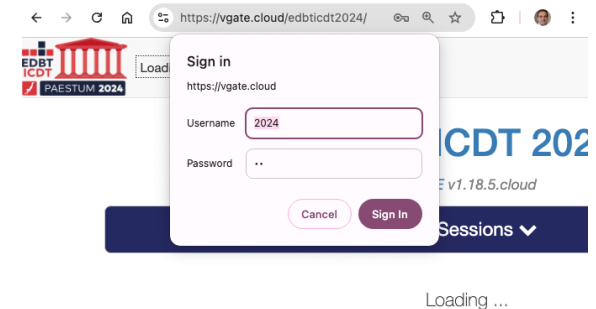 https://vgate.cloud/edbticdt2024/
EDBT
ICDT
PAESTUM 2024
Loadi
Sign in
https://vgate.cloud
Username
2024
Password
••
Cancel
Sign In
ICDT 202
E v1.18.5.cloud
Sessions
Loading ...